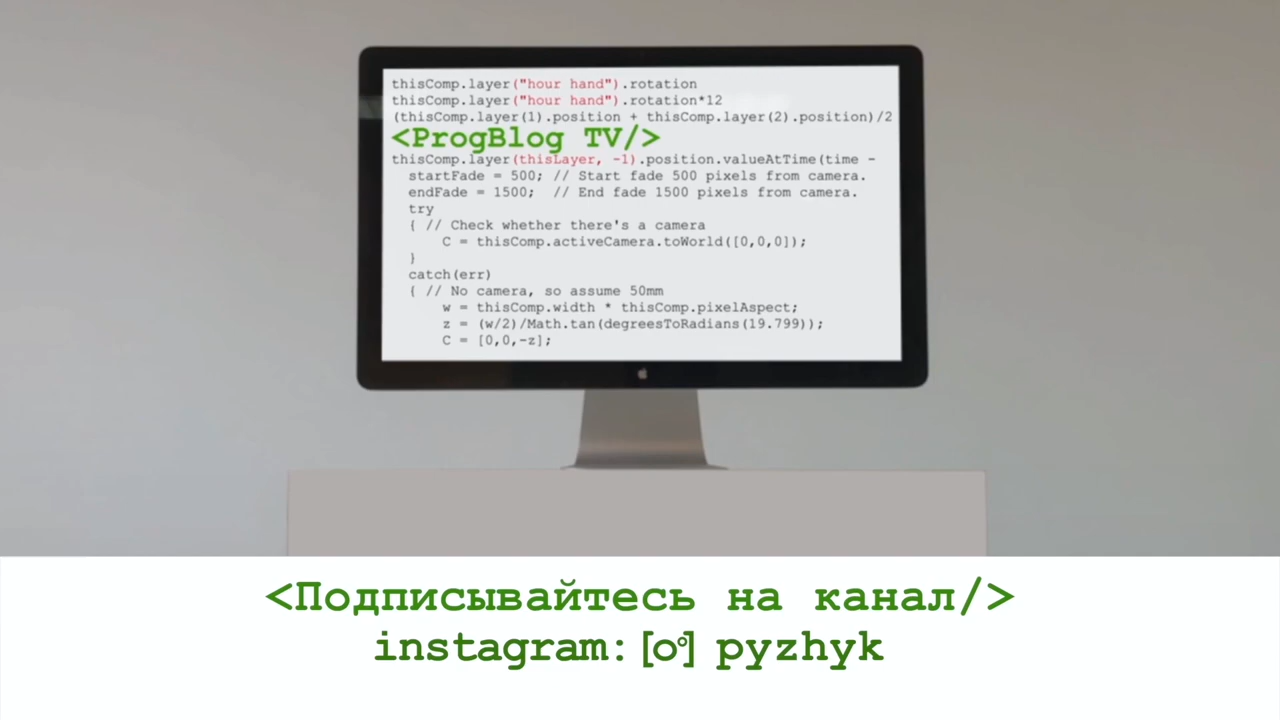 thisComp.layer("hour hand").rotation
thisComp.layer("hour hand").rotation*12
(thisComp.layer(1).position + thisComp.layer(2).position)/2
<ProgBlog TV/>
thisComp.layer(thisLayer, -1).position.valueAtTime(time -
startFade = 500; // Start fade 500 pixels from camera.
endFade = 1500; // End fade 1500 pixels from camera.
try
{ // Check whether there's a camera
C = thisComp.activeCamera.toWorld([0,0,0]);
}
catch(err)
{ // No camera, so assume 50mm
w = thisComp.width * thisComp.pixelAspect;
z = (w/2)/Math.tan(degreesToRadians(19.799));
C = [0,0,-z];
<Подписывайтесь на канал/>
instagram: [o°] pyzhyk